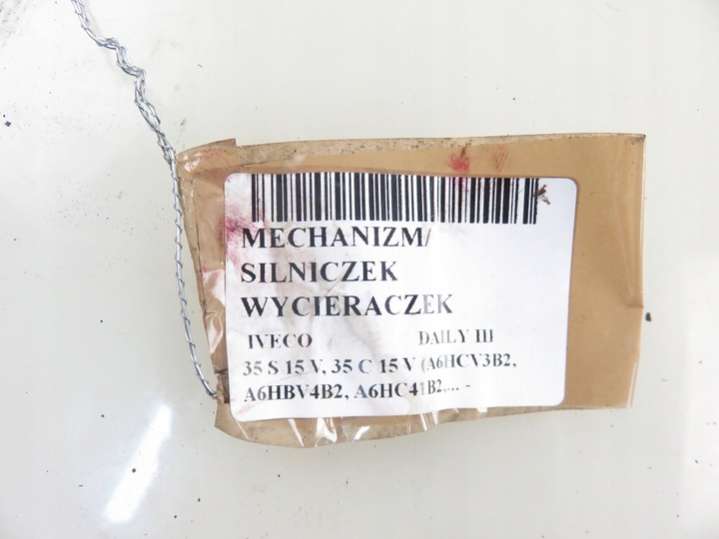 MECHANIZM/
SILNICZEK
WYCIERACZEK
IVECO DAILY III
35 S 15 V, 35 C 15 V (A6HCV3B2,
A6HBV4B2, A6HC41B2,... -